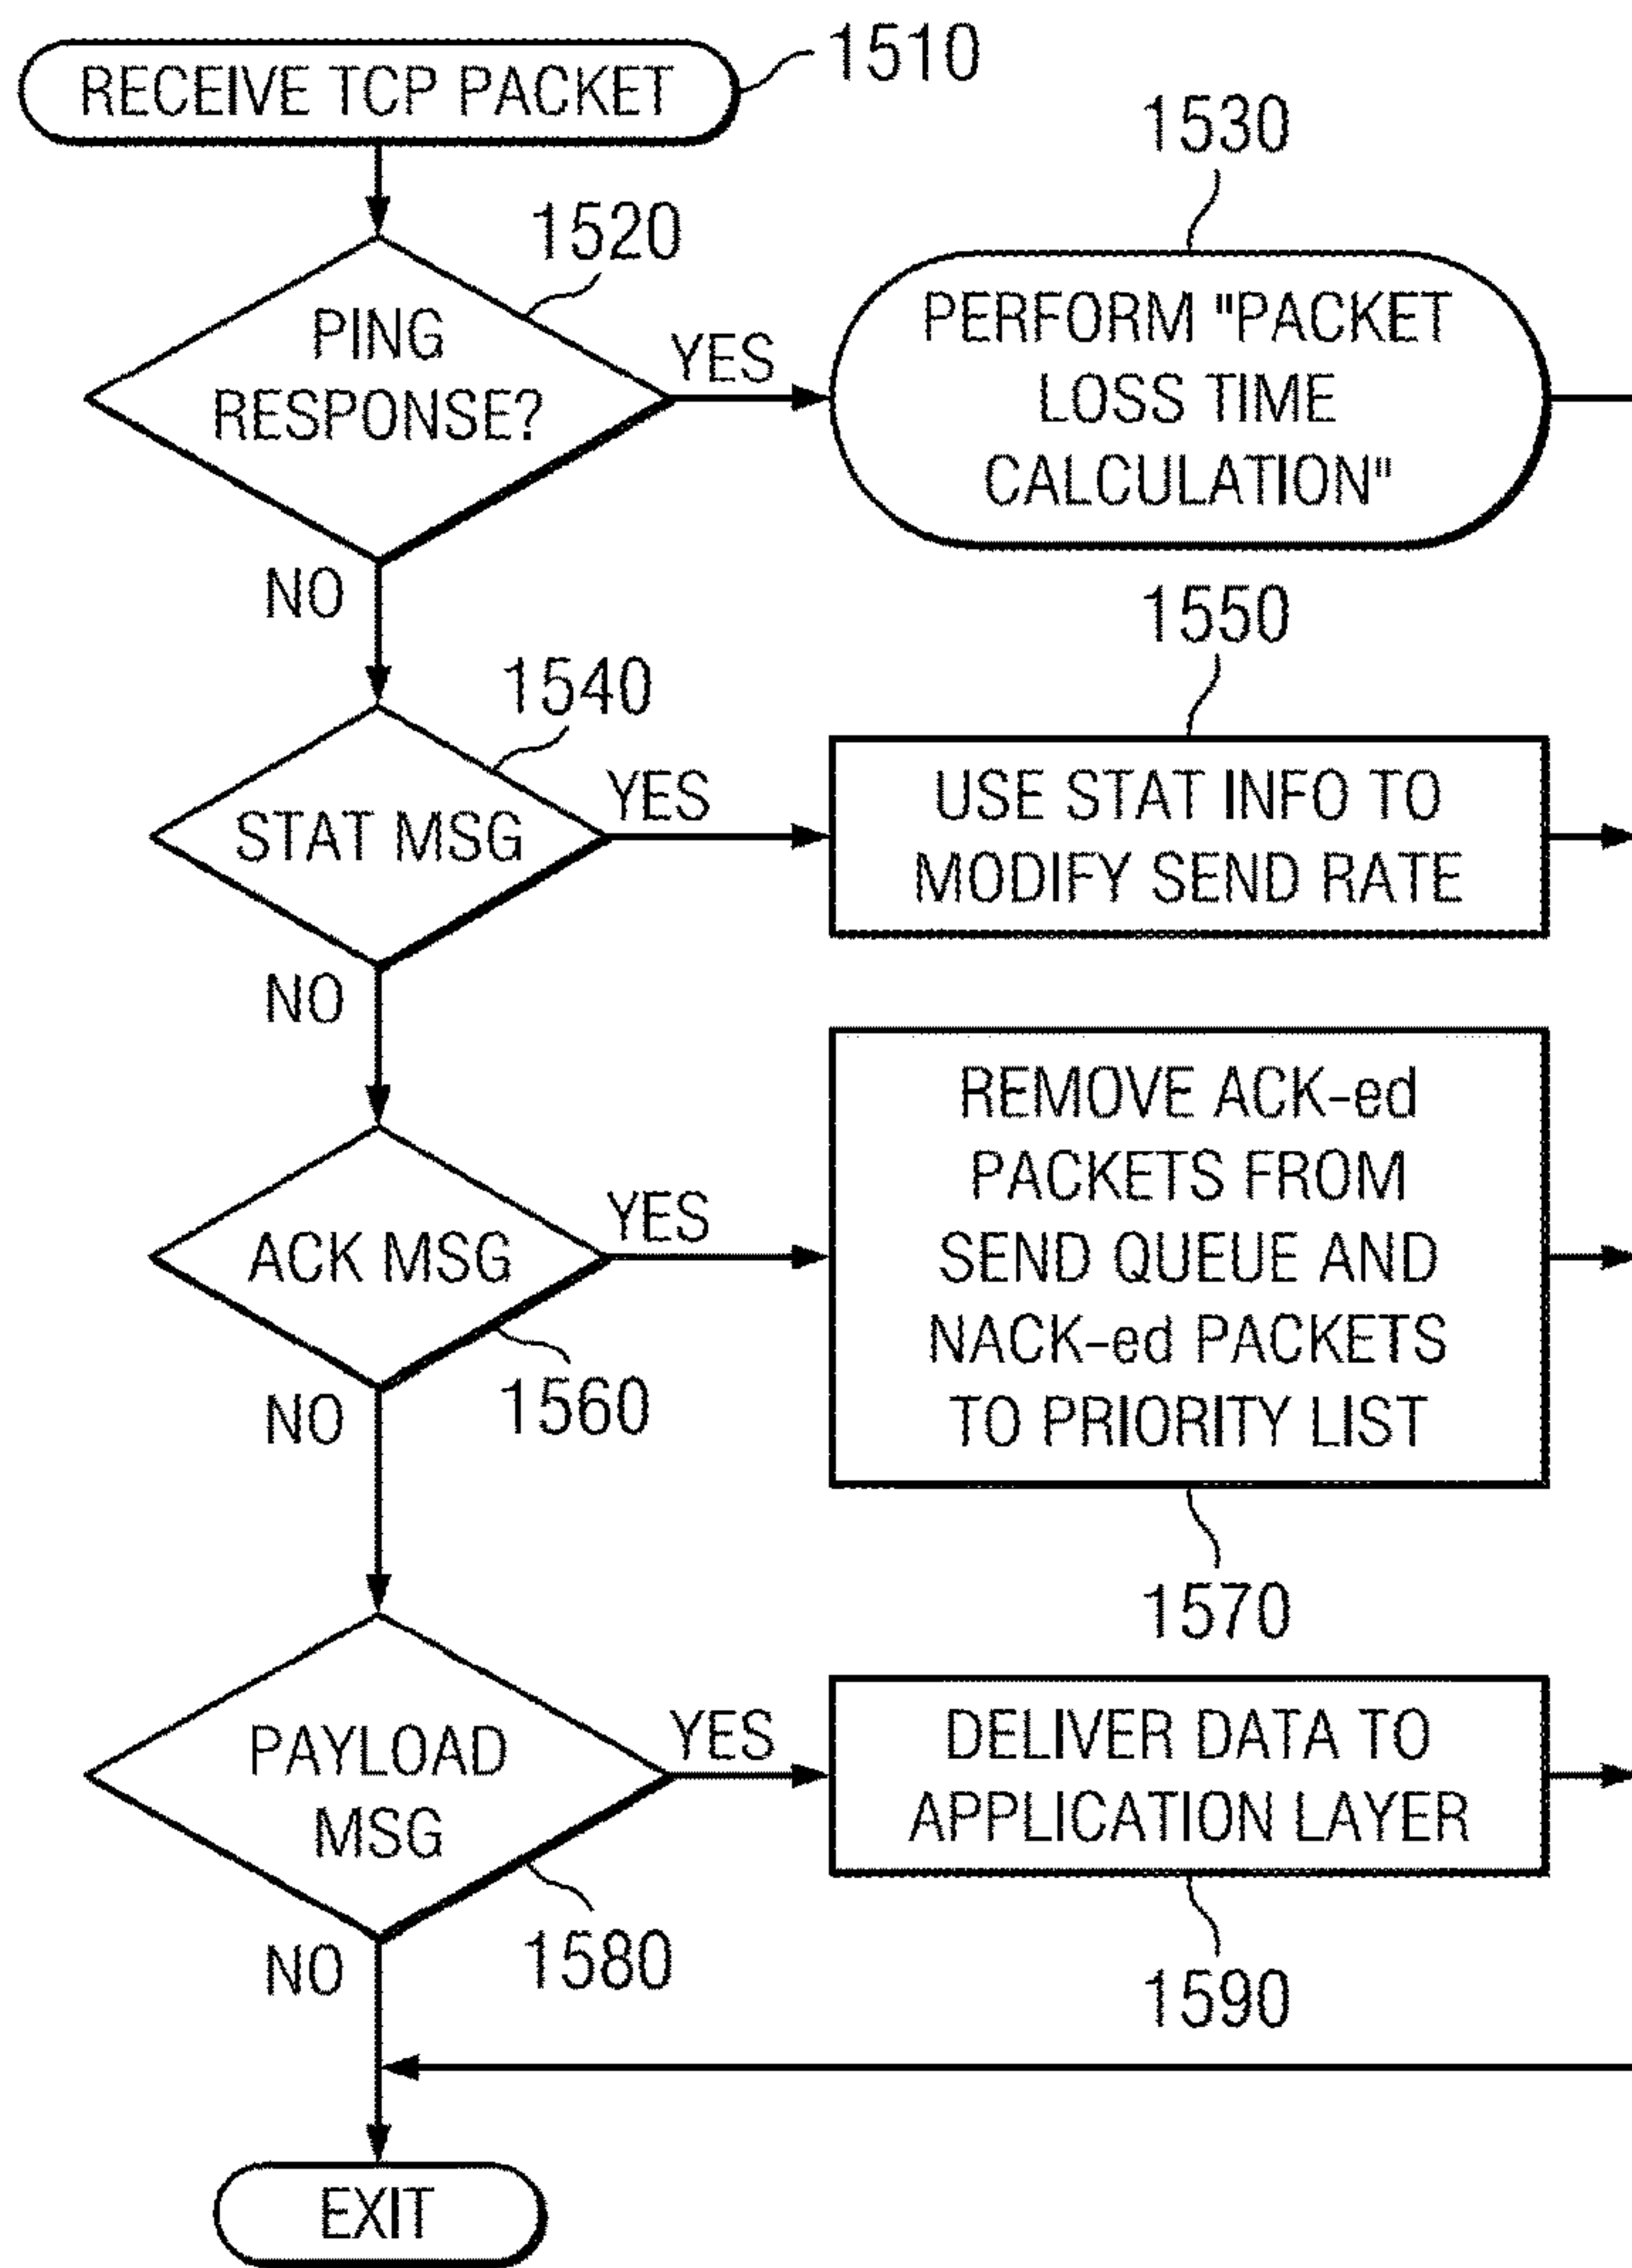 RECEIVE TCP PACKET
1510
1530
1520
PING
RESPONSE?
YES
PERFORM "PACKET
LOSS TIME
CALCULATION"
NO
1550
1540
STAT MSG
YES
USE STAT INFO TO
MODIFY SEND RATE
NO
ACK MSG
YES
REMOVE ACK-ed
PACKETS FROM
SEND QUEUE AND
NACK-ed PACKETS
TO PRIORITY LIST
1560
NO
1570
PAYLOAD
MSG
YES
DELIVER DATA TO
APPLICATION LAYER
1580
NO
1590
EXIT